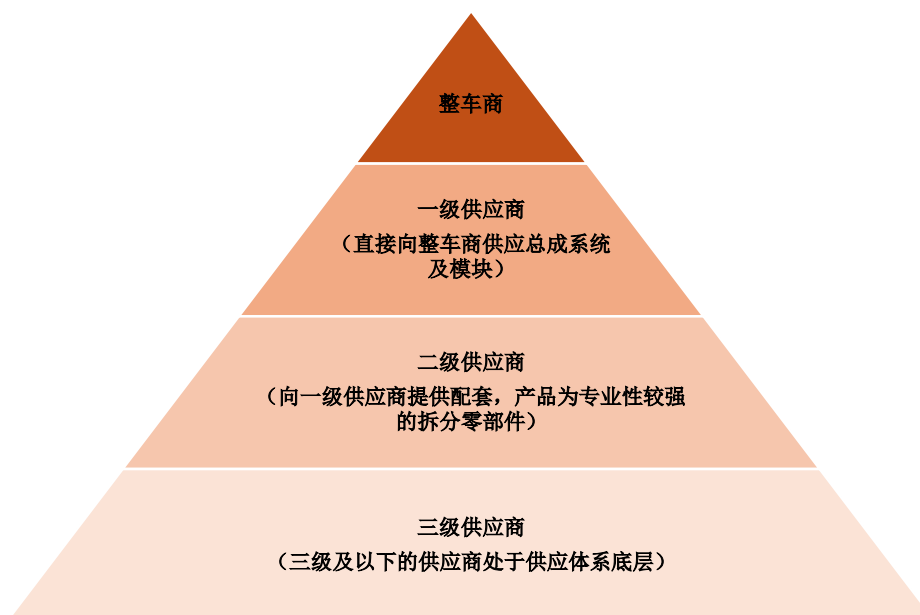 整车商
一级供应商
（直接向整车商供应总成系统
及模块）
二级供应商
（向一级供应商提供配套，产品为专业性较强
的拆分零部件）
三级供应商
（三级及以下的供应商处于供应体系底层）